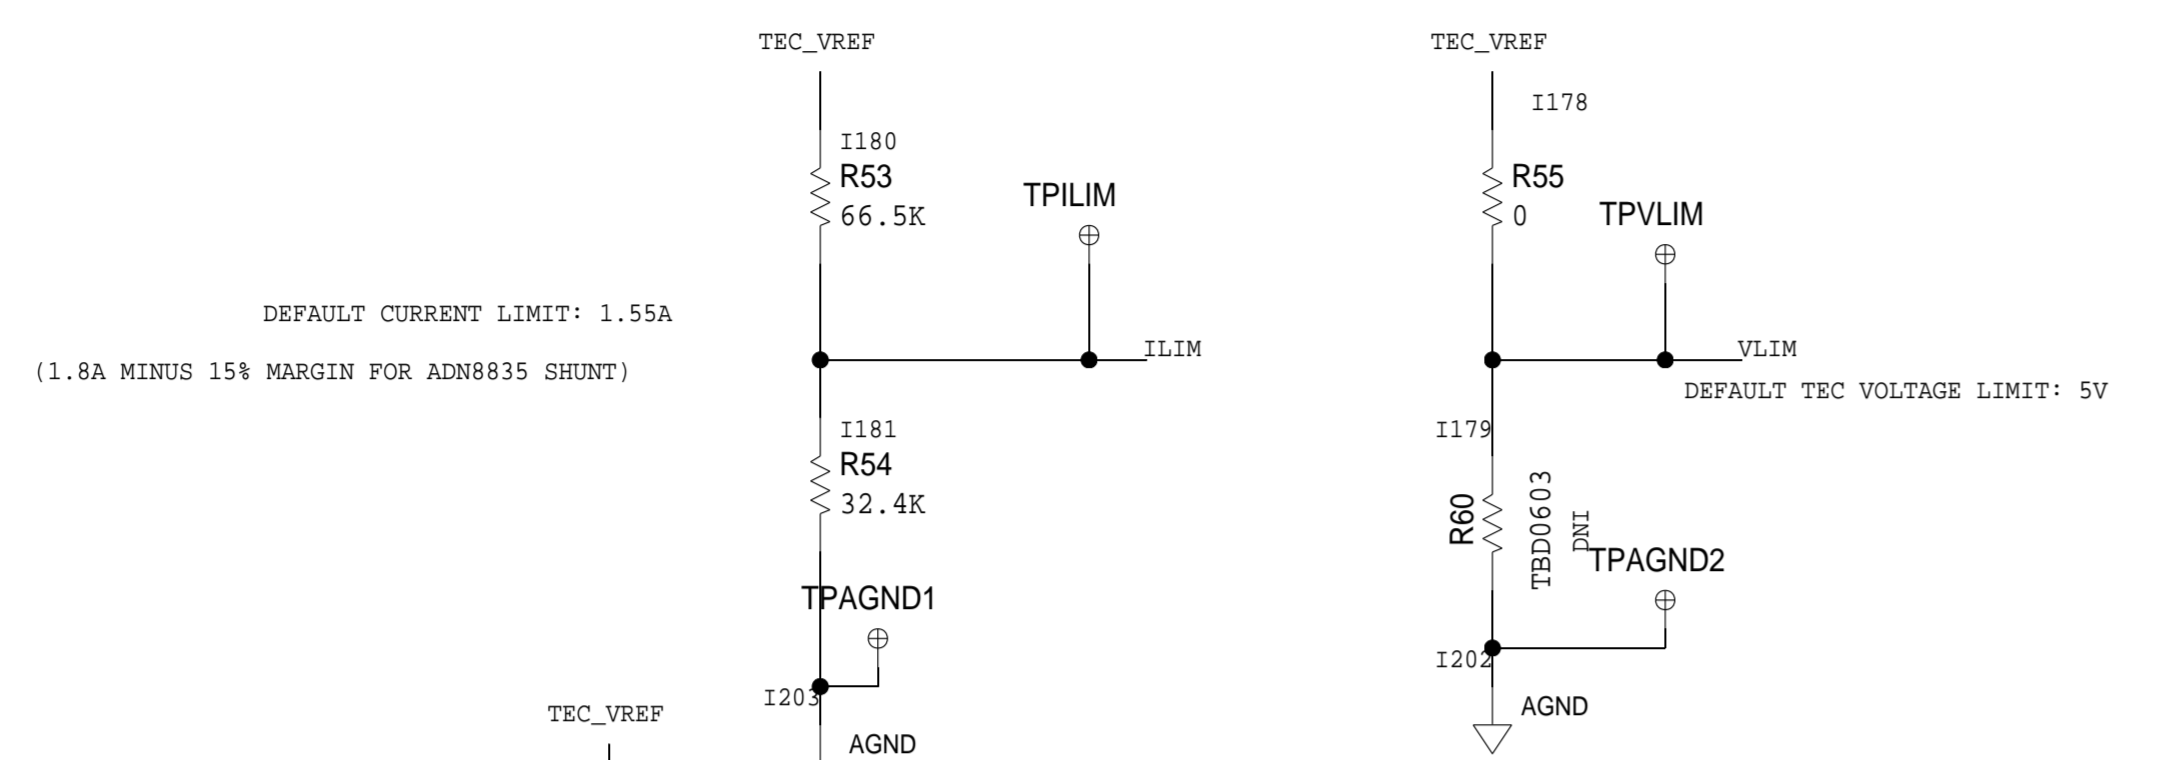 TEC_VREF
I180
R53
66.5K
TPILIM
DEFAULT CURRENT LIMIT: 1.55A
(1.8A MINUS 15% MARGIN FOR ADN8835 SHUNT)
ILIM
I181
R54
32.4K
TPAGND1
I203
AGND
TEC_VREF
TEC_VREF
I178
R55
0
TPVLIM
VLIM
DEFAULT TEC VOLTAGE LIMIT: 5V
I179
R60
TBD0603
DNI
TPAGND2
I202
AGND